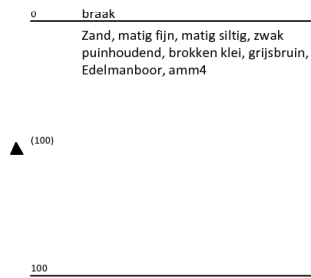 0 braak
Zand, matig fijn, matig siltig, zwak
puinhoudend, brokken klei, grijsbruin,
Edelmanboor, amm4
(100)
100